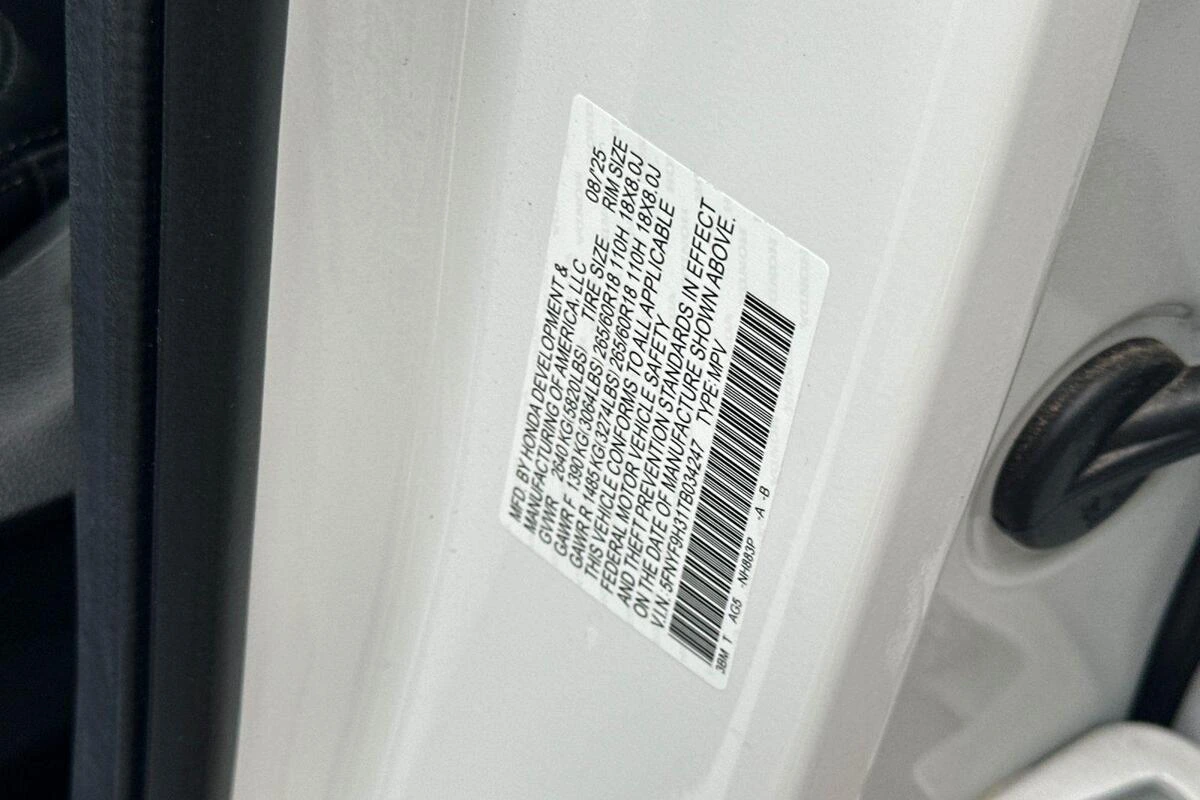 MFD. BY HONDA DEVELOPMENT & 08/'25
MANUFACTURING OF AMERICA, LLC
GVWR 2640 KG(5820LBS) TIRE SIZE RIM SIZE
GAWR F 1390 KG(3064LBS) 265/60R18 110H 18X8.0J
GAWR R 1485 KG(3274LBS) 265/60R18 110H 18X8.0J
THIS VEHICLE CONFORMS TO ALL APPLICABLE
FEDERAL MOTOR VEHICLE SAFETY
AND THEFT PREVENTION STANDARDS IN EFFECT
ON THE DATE OF MANUFACTURE SHOWN ABOVE.
V.I.N. 5FNYF9H31TB034247 TYPE:MPV
3BM T AG5 -NH883P -A -B